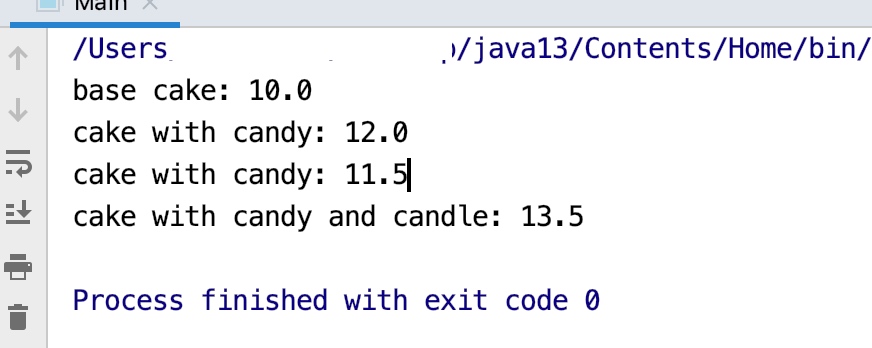 Main
/Users /java13/Contents/Home/bin/
base cake: 10.0
cake with candy: 12.0
cake with candy: 11.5
cake with candy and candle: 13.5
Process finished with exit code 0